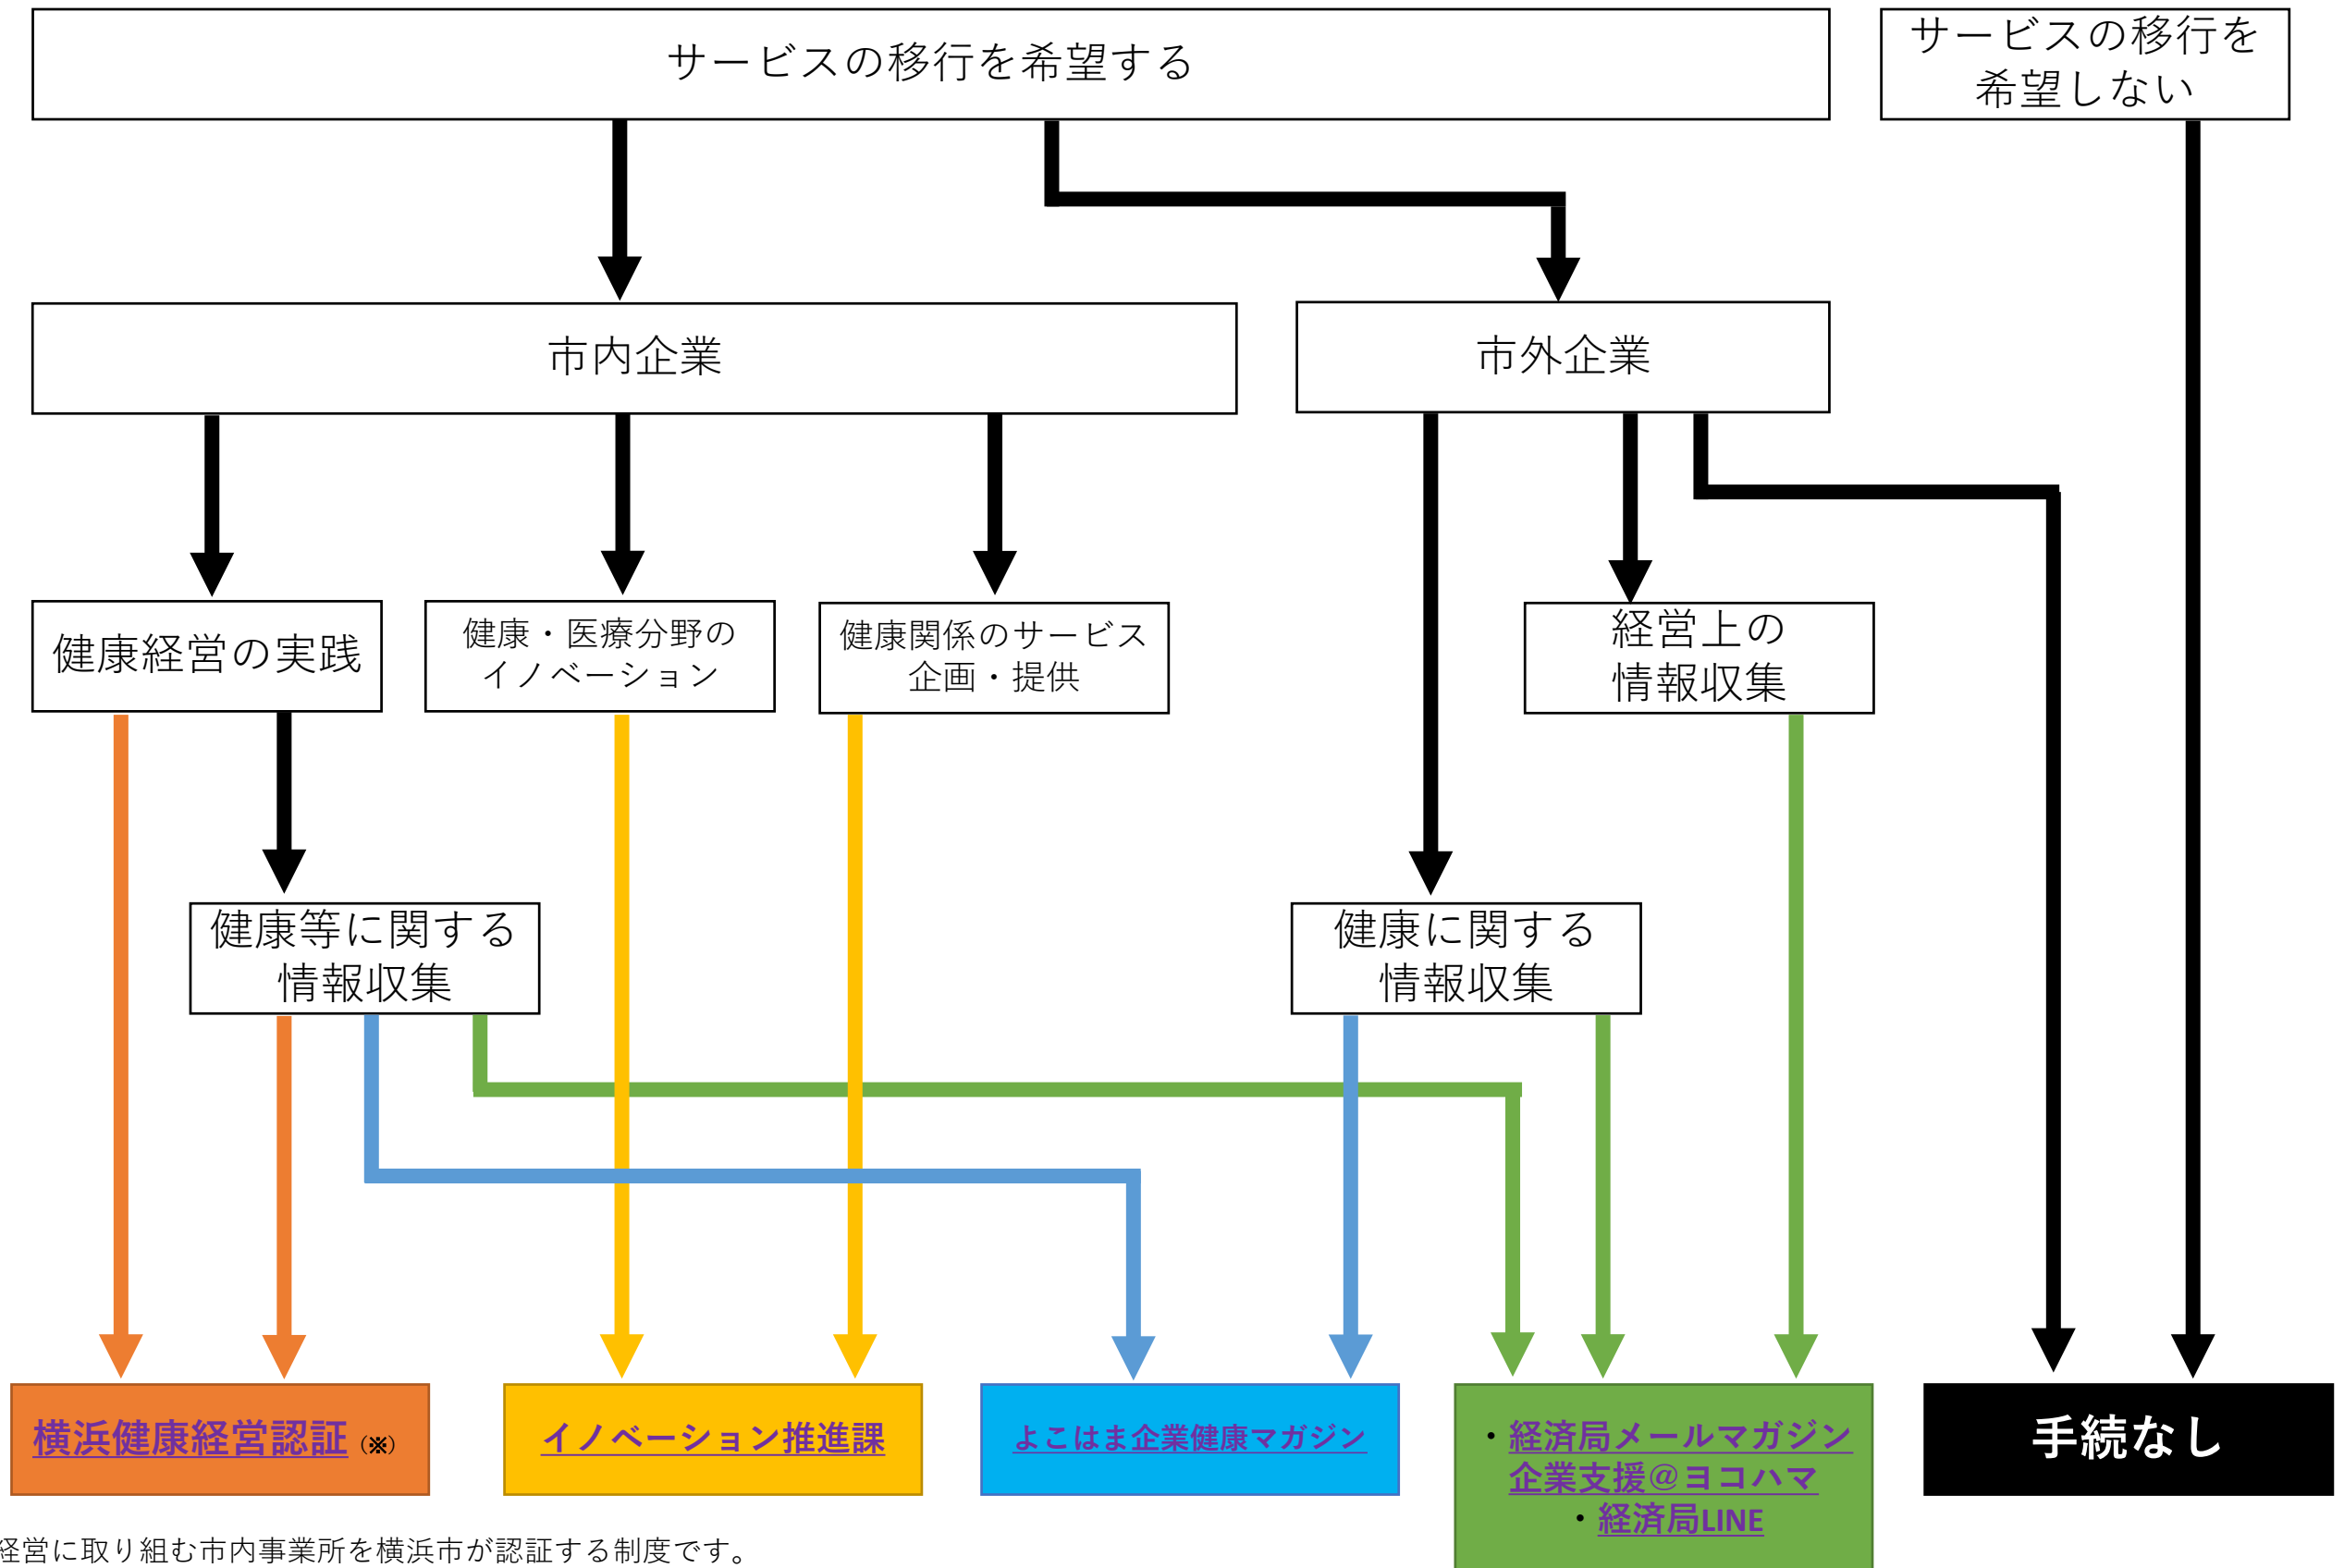 サービスの移行を希望する
サービスの移行を
希望しない
市内企業
市外企業
健康経営の実践
健康・医療分野の
イノベーション
健康関係のサービス
企画・提供
経営上の
情報収集
健康等に関する
情報収集
健康に関する
情報収集
横浜健康経営認証（※）
イノベーション推進課
よこはま企業健康マガジン
・経済局メールマガジン
企業支援@ヨコハマ
・経済局LINE
手続なし
経営に取り組む市内事業所を横浜市が認証する制度です。